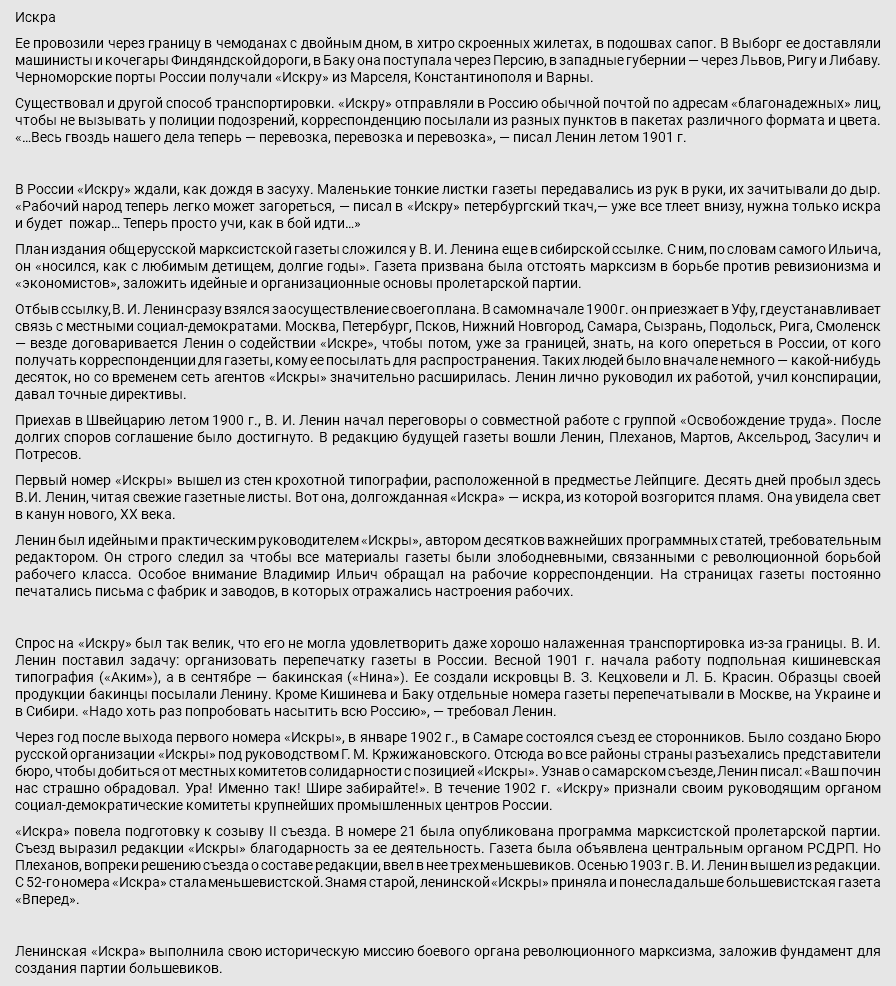 Искра
Ее провозили через границу в чемоданах с двойным дном, в хитро скроенных жилетах, в подошвах сапог. В Выборг ее доставляли
машинисты и кочегары Финдяндской дороги, в Баку она поступала через Персию, в западные губернии — через Львов, Ригу и Либаву.
Черноморские порты России получали «Искру» из Марселя, Константинополя и Варны.
Существовал и другой способ транспортировки. «Искру» отправляли в Россию обычной почтой по адресам «благонадежных» лиц,
чтобы не вызывать у полиции подозрений, корреспонденцию посылали из разных пунктов в пакетах различного формата и цвета.
«...Весь гвоздь нашего дела теперь — перевозка, перевозка и перевозка», — писал Ленин летом 1901 г.
В России «Искру» ждали, как дождя в засуху. Маленькие тонкие листки газеты передавались из рук в руки, их зачитывали до дыр.
«Рабочий народ теперь легко может загореться, — писал в «Искру» петербургский ткач,— уже все тлеет внизу, нужна только искра
и будет пожар... Теперь просто учи, как в бой идти...»
План издания общерусской марксистской газеты сложился у В. И. Ленина еще в сибирской ссылке. С ним, по словам самого Ильича,
он «носился, как с любимым детищем, долгие годы». Газета призвана была отстоять марксизм в борьбе против ревизионизма и
«экономистов», заложить идейные и организационные основы пролетарской партии.
Отбыв ссылку, В. И. Ленин сразу взялся за осуществление своего плана. В самом начале 1900 г. он приезжает в Уфу, где устанавливает
связь с местными социал-демократами. Москва, Петербург, Псков, Нижний Новгород, Самара, Сызрань, Подольск, Рига, Смоленск
— везде договаривается Ленин о содействии «Искре», чтобы потом, уже за границей, знать, на кого опереться в России, от кого
получать корреспонденции для газеты, кому ее посылать для распространения. Таких людей было вначале немного — какой-нибудь
десяток, но со временем сеть агентов «Искры» значительно расширилась. Ленин лично руководил их работой, учил конспирации,
давал точные директивы.
Приехав в Швейцарию летом 1900 г., В. И. Ленин начал переговоры о совместной работе с группой «Освобождение труда». После
долгих споров соглашение было достигнуто. В редакцию будущей газеты вошли Ленин, Плеханов, Мартов, Аксельрод, Засулич и
Потресов.
Первый номер «Искры» вышел из стен крохотной типографии, расположенной в предместье Лейпциге. Десять дней пробыл здесь
В.И. Ленин, читая свежие газетные листы. Вот она, долгожданная «Искра» — искра, из которой возгорится пламя. Она увидела свет
в канун нового, XX века.
Ленин был идейным и практическим руководителем «Искры», автором десятков важнейших программных статей, требовательным
редактором. Он строго следил за чтобы все материалы газеты были злободневными, связанными с революционной борьбой
рабочего класса. Особое внимание Владимир Ильич обращал на рабочие корреспонденции. На страницах газеты постоянно
печатались письма с фабрик и заводов, в которых отражались настроения рабочих.
Спрос на «Искру» был так велик, что его не могла удовлетворить даже хорошо налаженная транспортировка из-за границы. В. И.
Ленин поставил задачу: организовать перепечатку газеты в России. Весной 1901 г. начала работу подпольная кишиневская
типография («Аким»), а в сентябре — бакинская («Нина»). Ее создали искровцы В. З. Кецховели и Л. Б. Красин. Образцы своей
продукции бакинцы посылали Ленину. Кроме Кишинева и Баку отдельные номера газеты перепечатывали в Москве, на Украине и
в Сибири. «Надо хоть раз попробовать насытить всю Россию», — требовал Ленин.
Через год после выхода первого номера «Искры», в январе 1902 г., в Самаре состоялся съезд ее сторонников. Было создано Бюро
русской организации «Искры» под руководством Г. М. Кржижановского. Отсюда во все районы страны разъехались представители
бюро, чтобы добиться от местных комитетов солидарности с позицией «Искры». Узнав о самарском съезде, Ленин писал: «Ваш почин
нас страшно обрадовал. Ура! Именно так! Шире забирайте!». В течение 1902 г. «Искру» признали своим руководящим органом
социал-демократические комитеты крупнейших промышленных центров России.
«Искра» повела подготовку к созыву II съезда. В номере 21 была опубликована программа марксистской пролетарской партии.
Съезд выразил редакции «Искры» благодарность за ее деятельность. Газета была объявлена центральным органом РСДРП. Но
Плеханов, вопреки решению съезда о составе редакции, ввел в нее трех меньшевиков. Осенью 1903 г. В. И. Ленин вышел из редакции.
С 52-го номера «Искра» стала меньшевистской. Знамя старой, ленинской «Искры» приняла и понесла дальше большевистская газета
«Вперед».
Ленинская «Искра» выполнила свою историческую миссию боевого органа революционного марксизма, заложив фундамент для
создания партии большевиков.